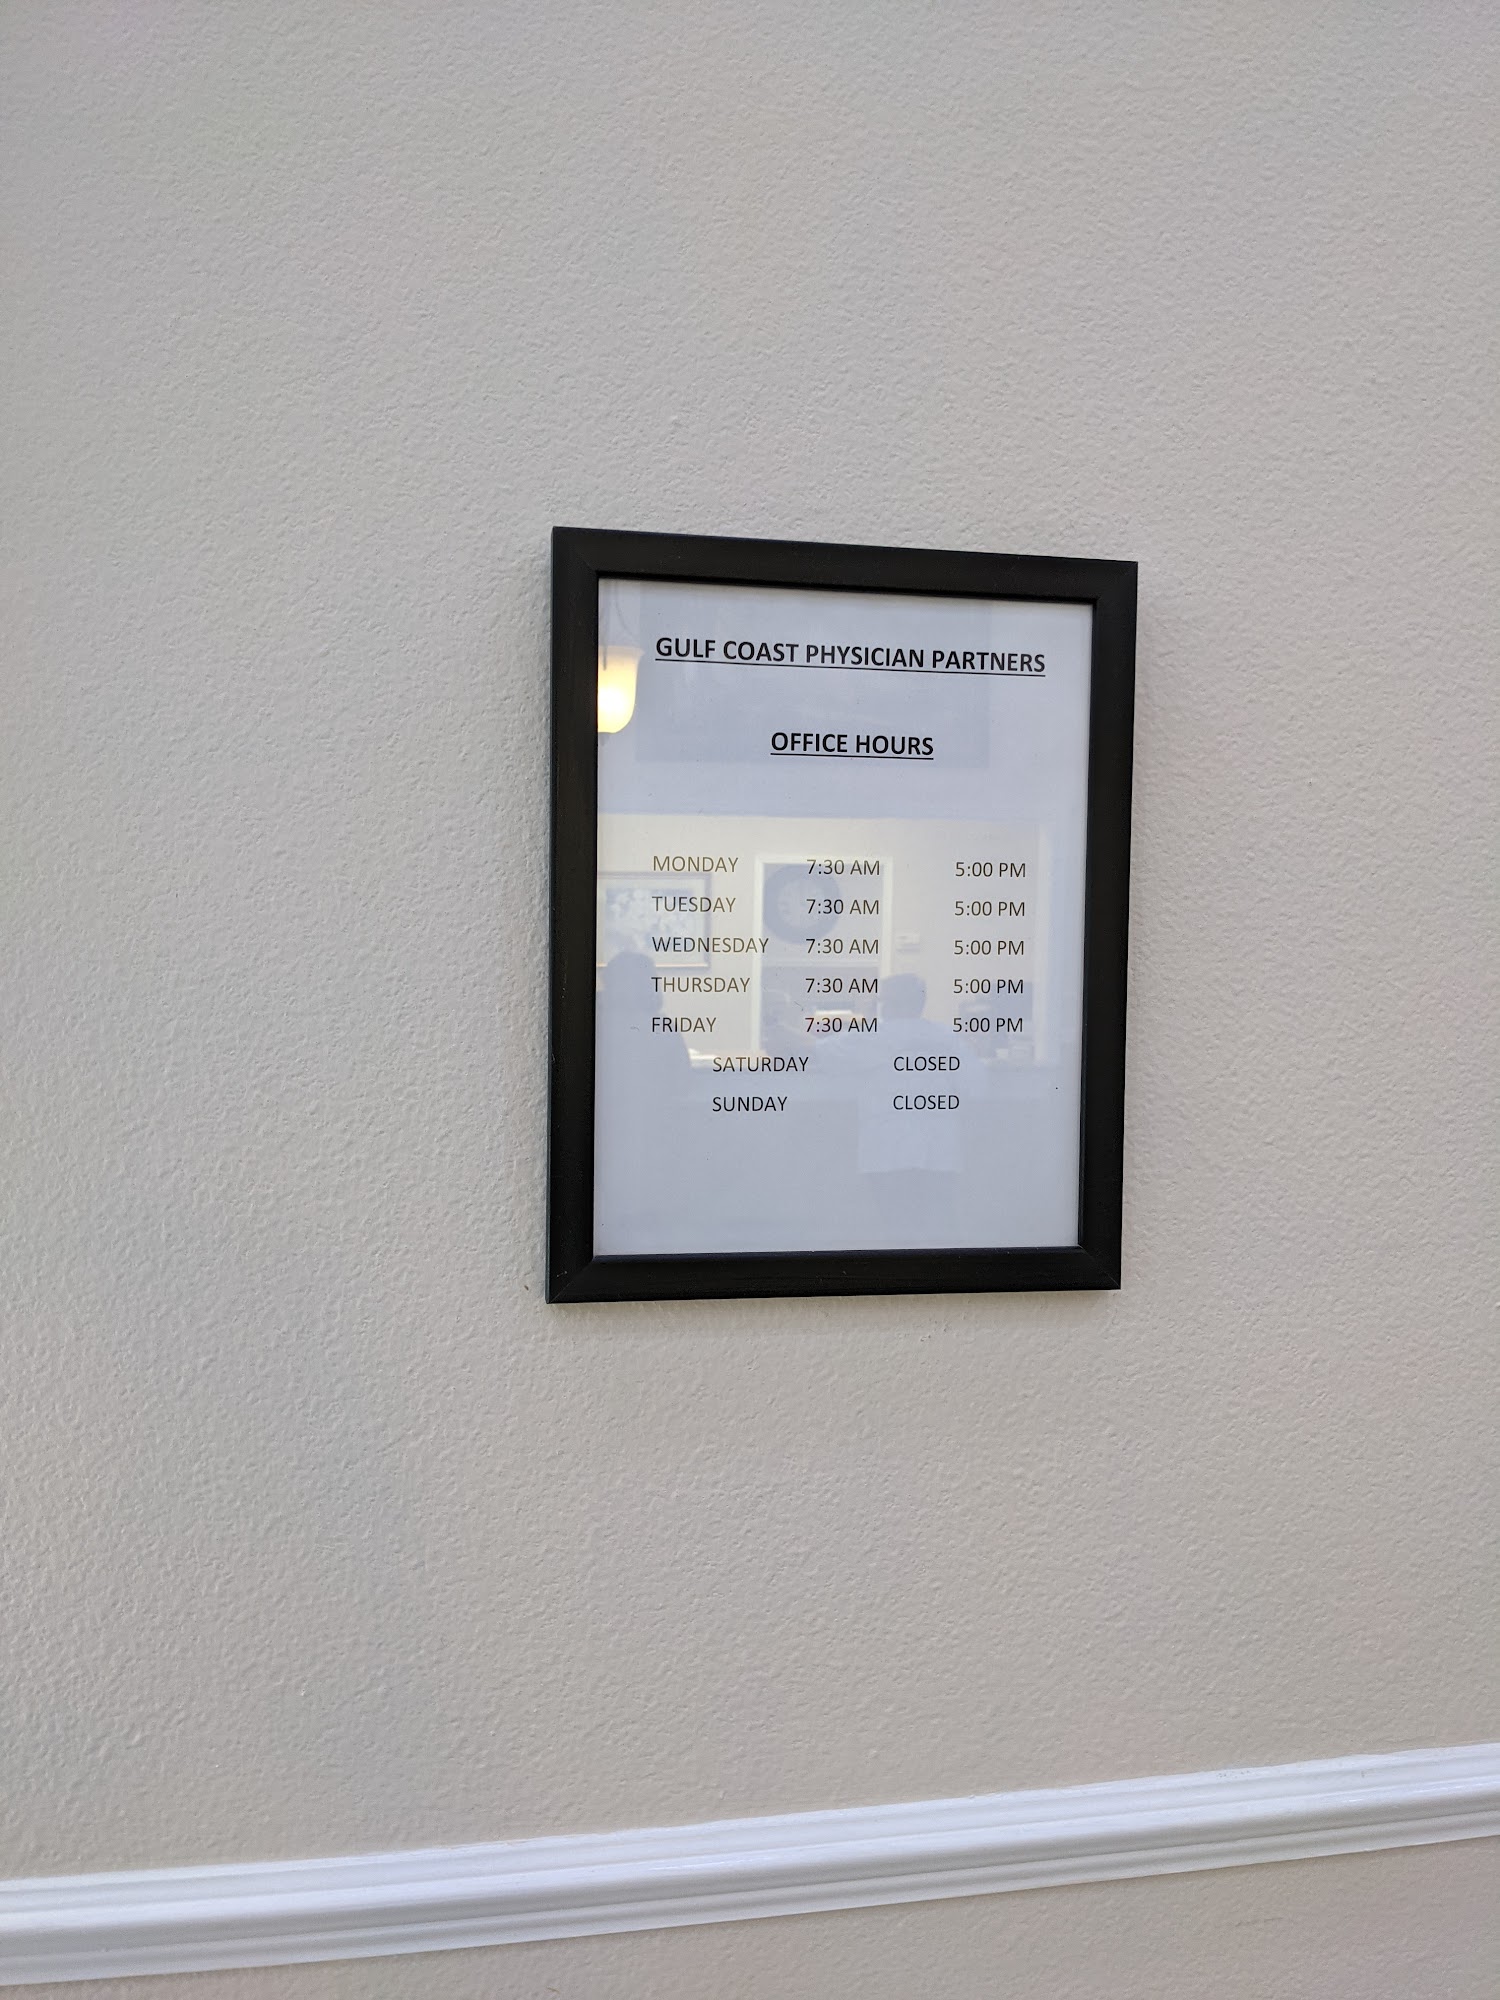 GULF COAST PHYSICIAN PARTNERS
OFFICE HOURS
MONDAY 7:30 AM 5:00 PM
TUESDAY 7:30 AM 5:00 PM
WEDNESDAY 7:30 AM 5:00 PM
THURSDAY 7:30 AM 5:00 PM
FRIDAY 7:30 AM 5:00 PM
SATURDAY CLOSED
SUNDAY CLOSED